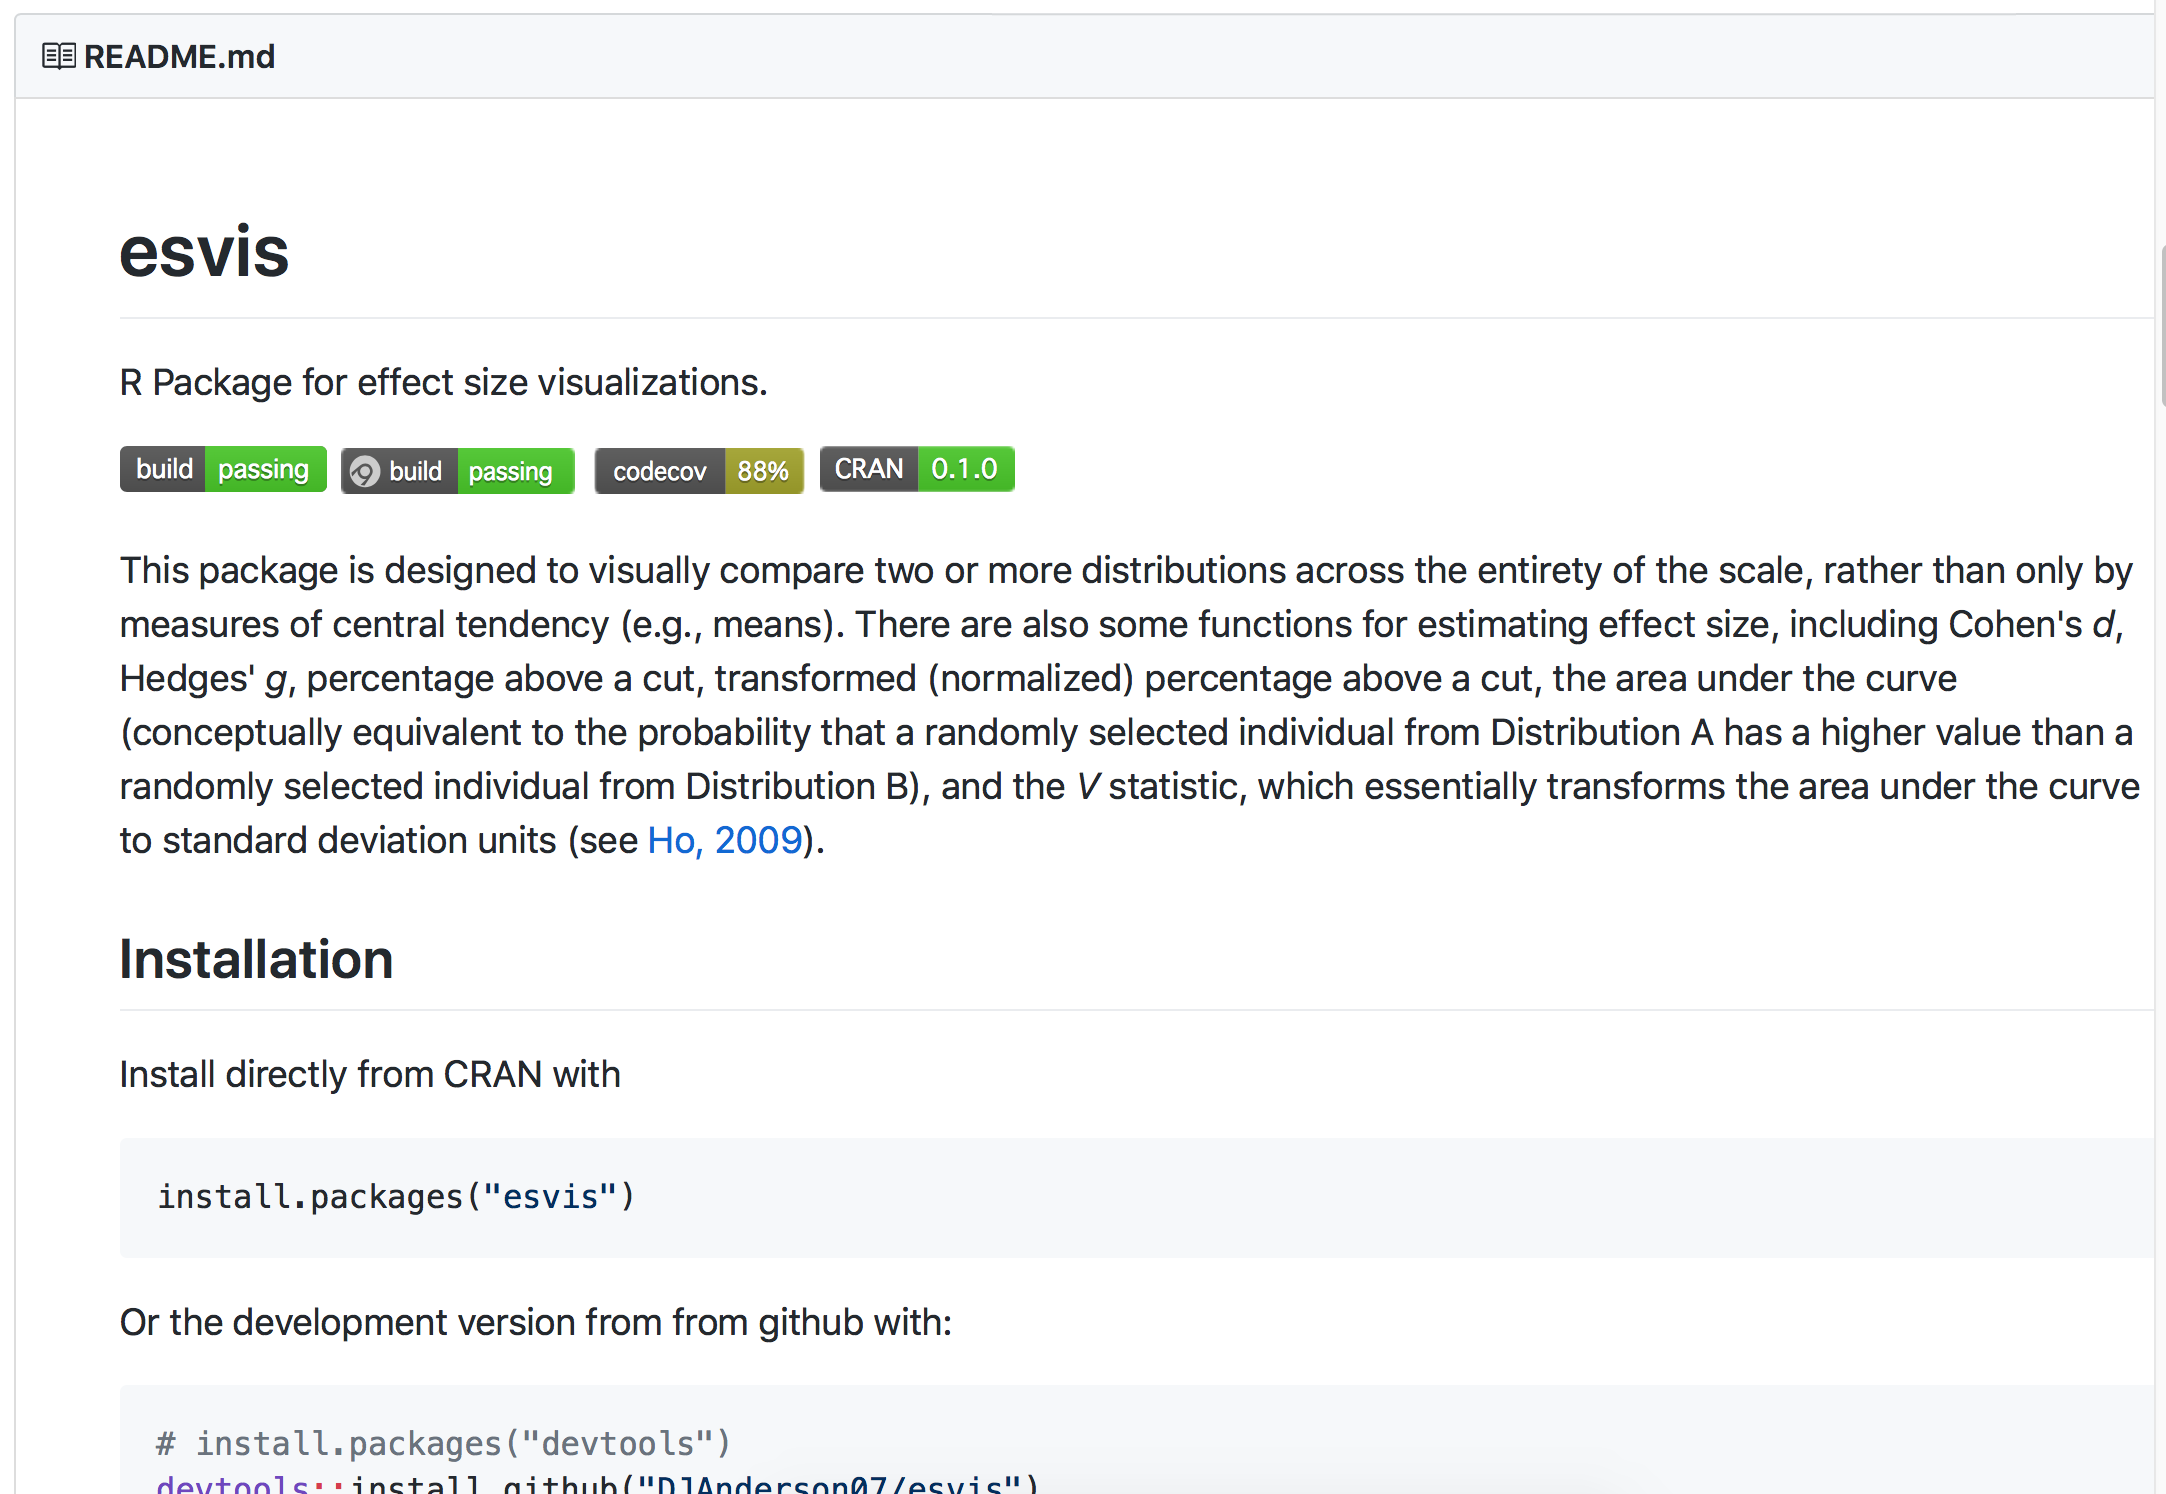 README.md
esvis
R Package for effect size visualizations.
build passing build passing codecov 88% CRAN 0.1.0
This package is designed to visually compare two or more distributions across the entirety of the scale, rather than only by
measures of central tendency (e.g., means). There are also some functions for estimating effect size, including Cohen's d,
Hedges' g, percentage above a cut, transformed (normalized) percentage above a cut, the area under the curve
(conceptually equivalent to the probability that a randomly selected individual from Distribution A has a higher value than a
randomly selected individual from Distribution B), and the V statistic, which essentially transforms the area under the curve
to standard deviation units (see Ho, 2009).
Installation
Install directly from CRAN with
install.packages("esvis")
Or the development version from from github with:
# install.packages("devtools")
devtools::install_github("DJAnderson07/esvis")